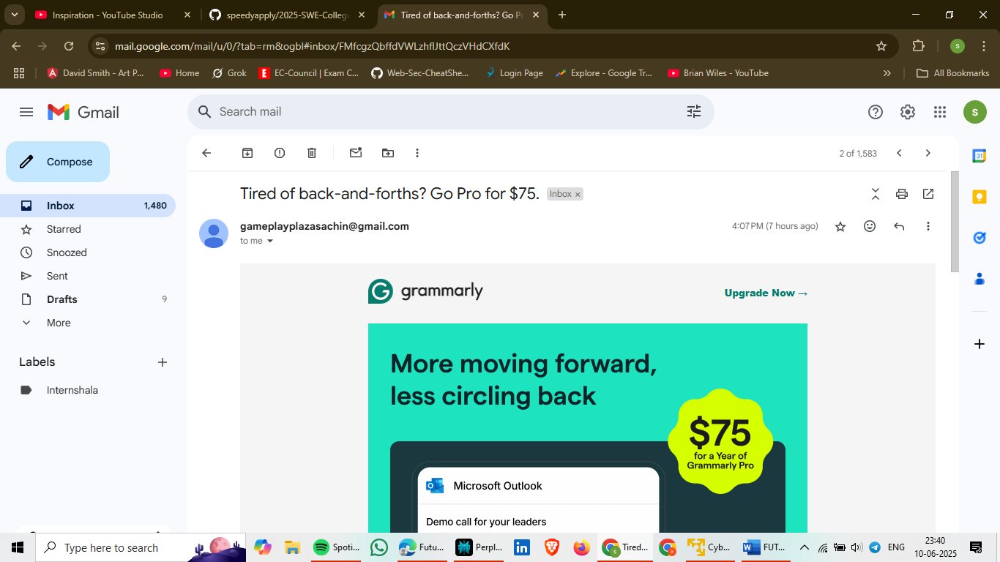 Inspiration - YouTube Studio
speedyapply/2025-SWE-College
Tired of back-and-forths? Go Pr
mail.google.com/mail/u/0/?tab=rm&ogbl#inbox/FMfcgzQbffdVWLzhflJttQczVHdCXfdK
S
David Smith - Art P...
Home
Grok
EC-Council | Exam C...
Web-Sec-CheatShe...
Login Page
Explore - Google Tr...
Brian Wiles - YouTube
All Bookmarks
Gmail
Search mail
S
Compose
2 of 1,583
Inbox 1,480
Starred
Snoozed
Sent
Drafts 9
More
Labels
Internshala
Tired of back-and-forths? Go Pro for $75.
Inbox
gameplayplazasachin@gmail.com
4:07 PM (7 hours ago)
to me
31
G grammarly
Upgrade Now →
More moving forward,
less circling back
$75
for a Year of
Grammarly Pro
Microsoft Outlook
Demo call for your leaders
Type here to search
Spoti...
Futu...
Perpl...
Tired...
Cyb...
FUT...
ENG
23:40
10-06-2025